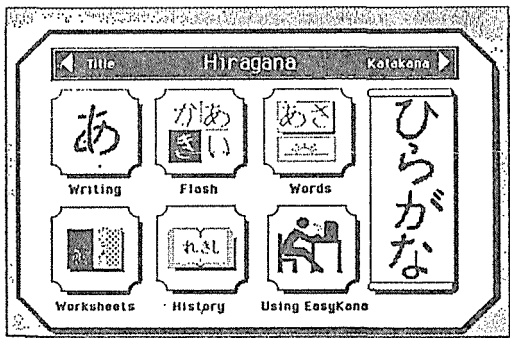 Title Hiragana Katakana
あ
かあ
きい
あさ
ひらがな
Writing Flash Words
れきし
Worksheets History Using EasyKana